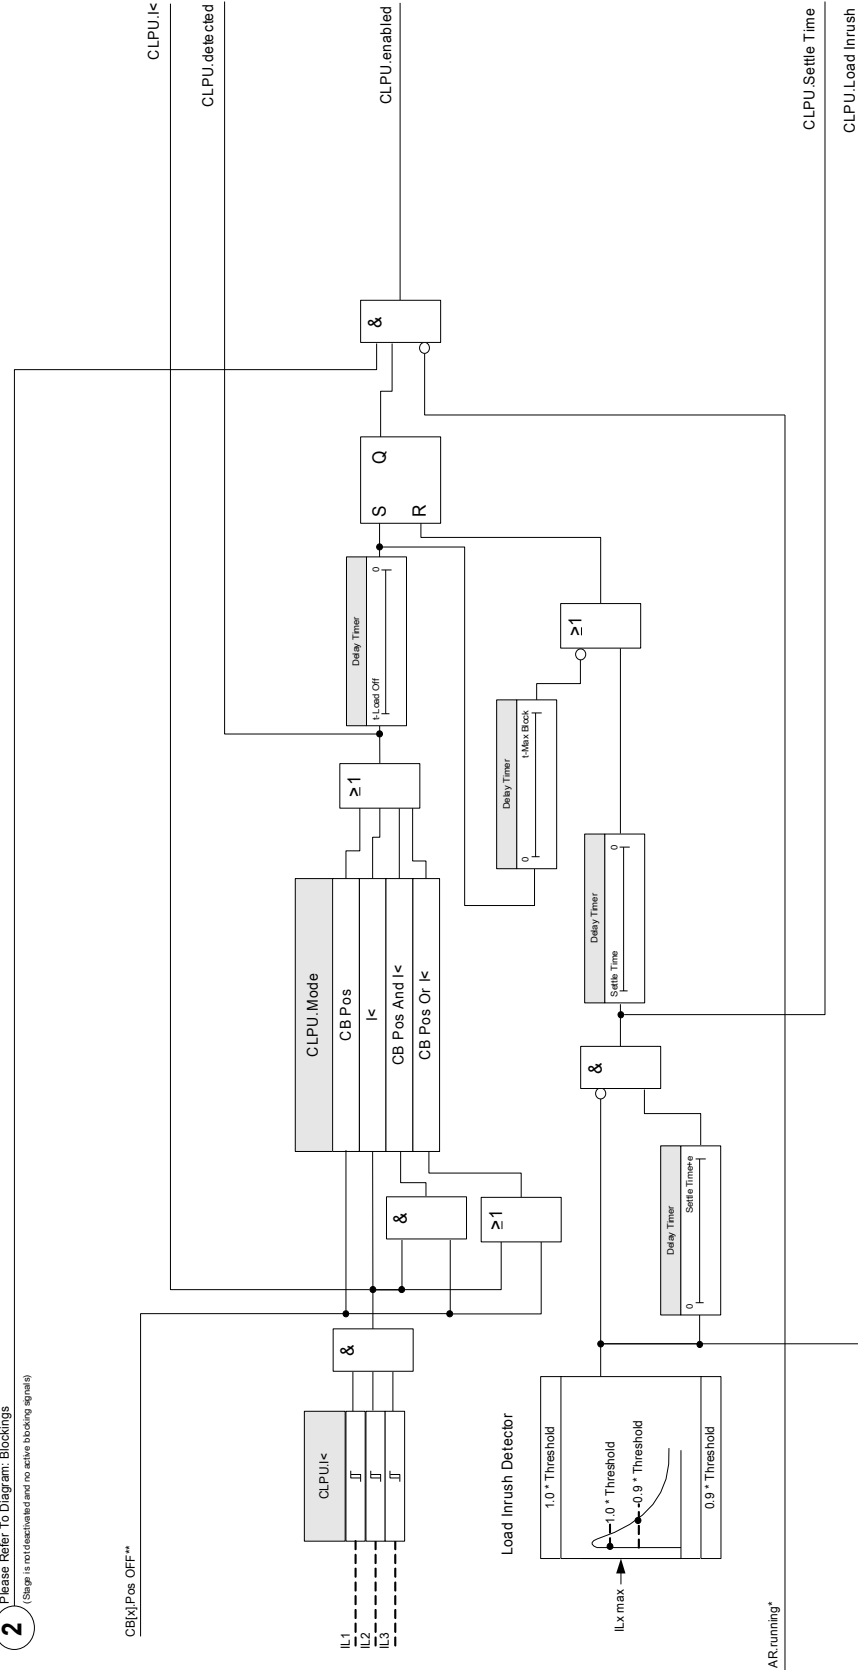 2
Please Refer To Diagram: Blockings
(Stage is not deactivated and no active blocking signals)
CLPU.I<
CLPU.detected
CLPU.enabled
CB[x].Pos OFF**
IL1
IL2
IL3
CLPU.I<
&
CLPU.Mode
CB Pos
I<
CB Pos And I<
CB Pos Or I<
&
≥1
≥1
Delay Timer
t-Load Off
0
S
Q
R
&
Delay Timer
0
t-Max Block
≥1
Load Inrush Detector
ILx max
1.0 * Threshold
1.0 * Threshold
0.9 * Threshold
0.9 * Threshold
Delay Timer
0
Settle Time+e
&
Delay Timer
Settle Time
0
AR.running*
CLPU.Settle Time
CLPU.Load Inrush